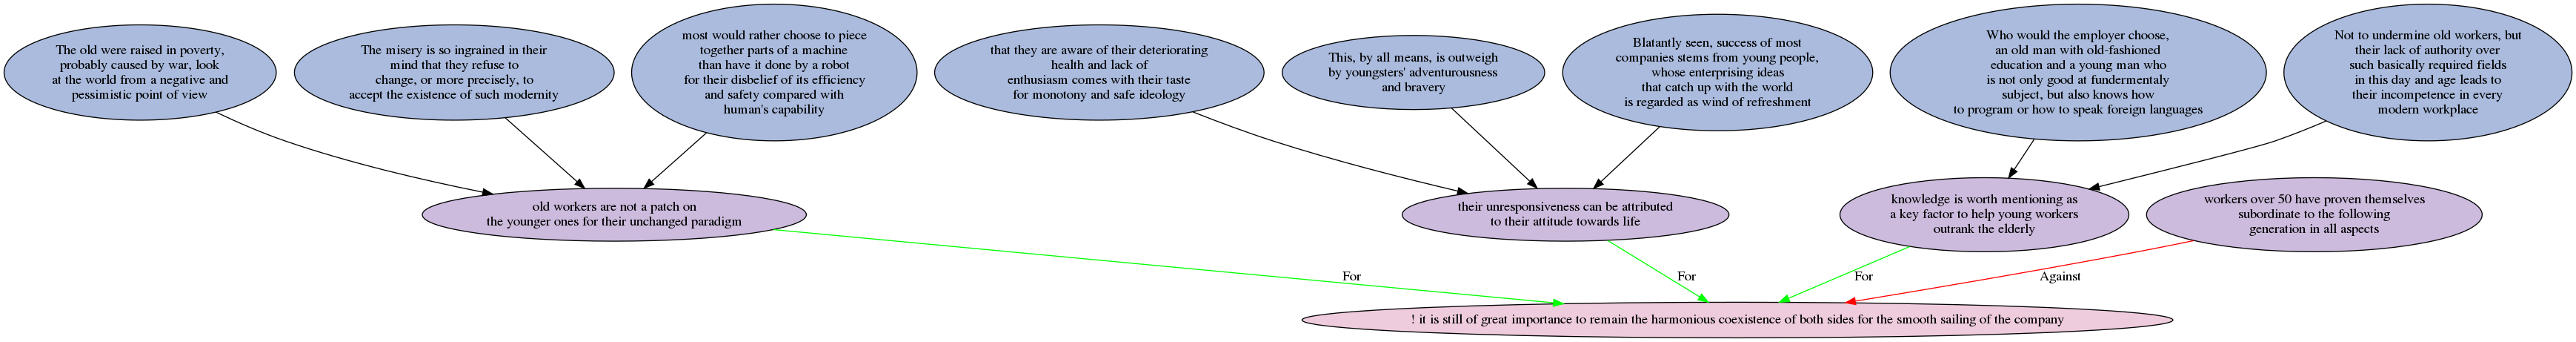 The old were raised in poverty,
probably caused by war, look
at the world from a negative and
pessimistic point of view
The misery is so ingrained in their
mind that they refuse to
change, or more precisely, to
accept the existence of such modernity
most would rather choose to piece
together parts of a machine
than have it done by a robot
for their disbelief of its efficiency
and safety compared with
human's capability
that they are aware of their deteriorating
health and lack of
enthusiasm comes with their taste
for monotony and safe ideology
This, by all means, is outweigh
by youngsters' adventurousness
and bravery
Blatantly seen, success of most
companies stems from young people,
whose enterprising ideas
that catch up with the world
is regarded as wind of refreshment
Who would the employer choose,
an old man with old-fashioned
education and a young man who
is not only good at fundermentaly
subject, but also knows how
to program or how to speak foreign languages
Not to undermine old workers, but
their lack of authority over
such basically required fields
in this day and age leads to
their incompetence in every
modern workplace
old workers are not a patch on
the younger ones for their unchanged paradigm
their unresponsiveness can be attributed
to their attitude towards life
knowledge is worth mentioning as
a key factor to help young workers
outrank the elderly
workers over 50 have proven themselves
subordinate to the following
generation in all aspects
For
For
For
Against
! it is still of great importance to remain the harmonious coexistence of both sides for the smooth sailing of the company